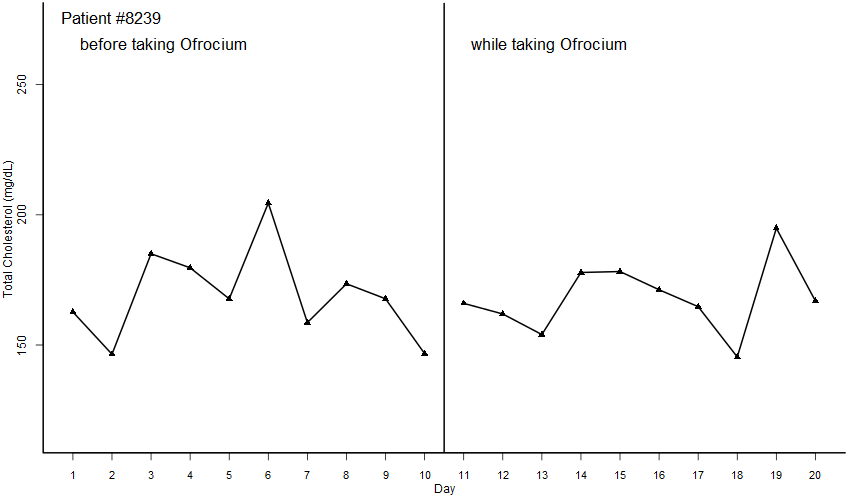 Patient #8239
before taking Ofrocium
while taking Ofrocium
Total Cholesterol (mg/dL)
250
200
150
1 2 3 4 5 6 7 8 9 10 11 12 13 14 15 16 17 18 19 20
Day